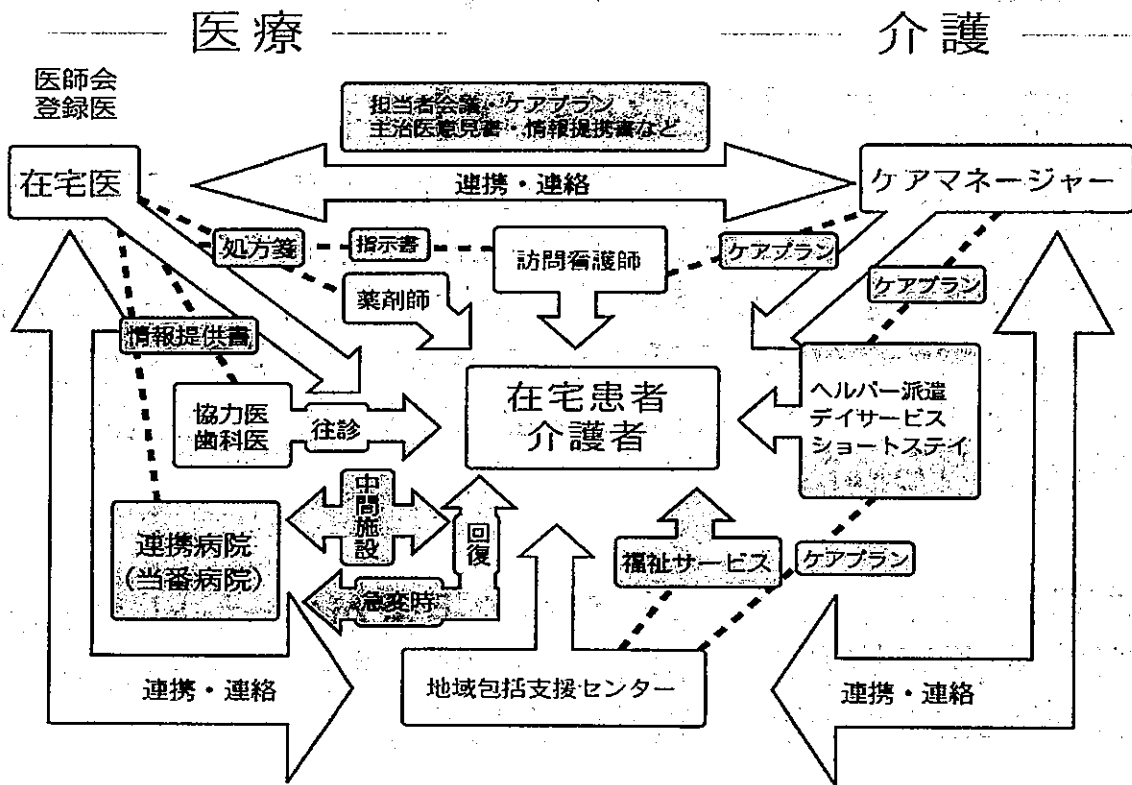 医療
介護
医師会
登録医
担当者会議・ケアプラン
主治医意見書・情報提携書など
在宅医
連携・連絡
ケアマネージャー
処方箋
指示書
訪問看護師
ケアプラン
ケアプラン
薬剤師
情報提供書
在宅患者
介護者
ヘルパー派遣
デイサービス
ショートステイ
協力医
歯科医
往診
中間施設
回復
連携病院
(当番病院)
急変時
福祉サービス
ケアプラン
連携・連絡
地域包括支援センター
連携・連絡